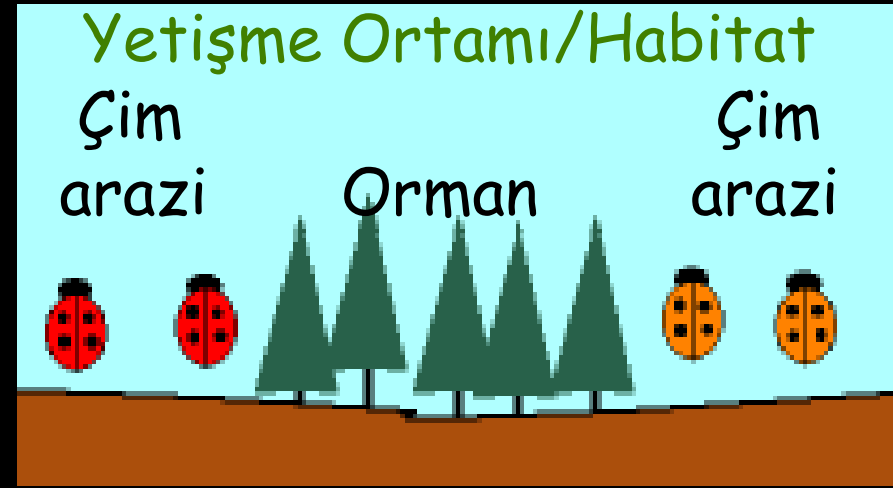 Yetişme Ortamı/Habitat
Çim
arazi
Orman
Çim
arazi